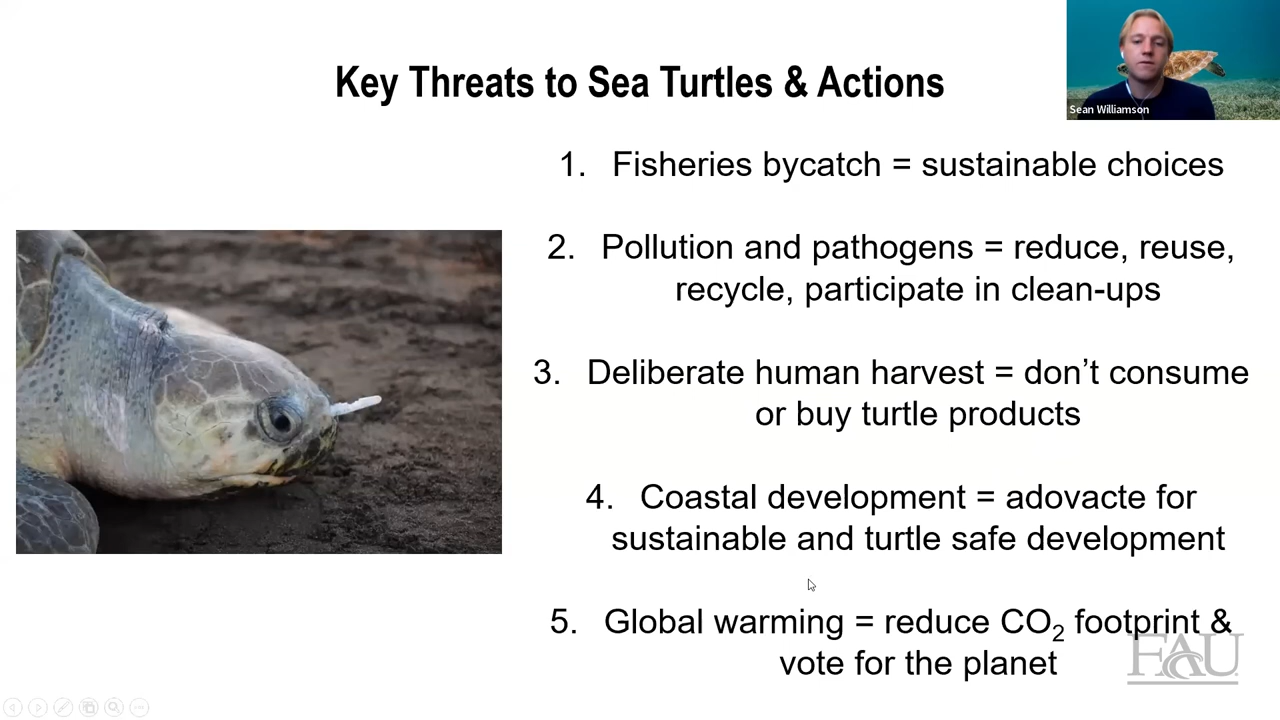 Key Threats to Sea Turtles & Actions
Sean Williamson
1. Fisheries bycatch = sustainable choices
2. Pollution and pathogens = reduce, reuse,
recycle, participate in clean-ups
3. Deliberate human harvest = don’t consume
or buy turtle products
4. Coastal development = adovacte for
sustainable and turtle safe development
5. Global warming = reduce CO₂ footprint &
vote for the planet
FAU